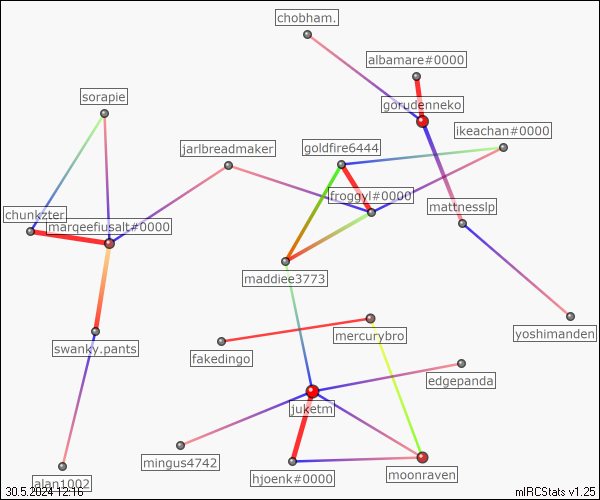 chobham.
albamare#0000
sorapie
gorudenneko
ikeachan#0000
jarlbreadmaker
goldfire6444
froggyl#0000
chunkzter
mattnesslp
marqeefiusalt#0000
maddiee3773
mercurybro
yoshimanden
swanky.pants
fakedingo
edgepanda
juketm
mingus4742
hjoenk#0000
moonraven
alan1002
30.5.2024 12:16
mIRCStats v1.25